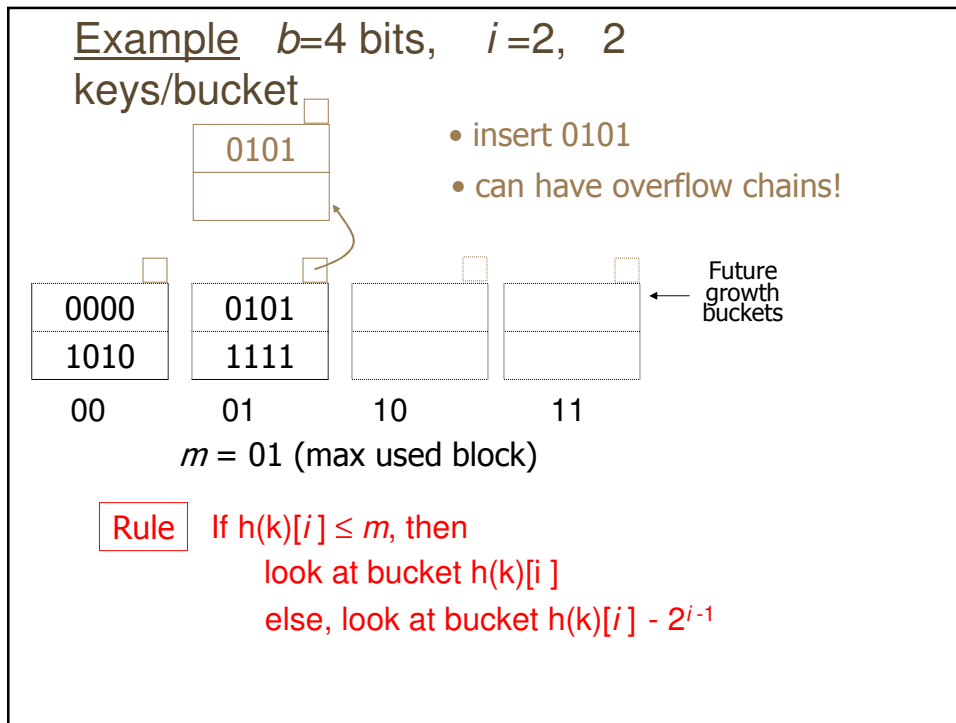 Example b=4 bits, i =2, 2
keys/bucket
0101
• insert 0101
• can have overflow chains!
Future
growth
buckets
0000
0101
1010
1111
00 01 10 11
m = 01 (max used block)
Rule If h(k)[i ] ≤ m, then
look at bucket h(k)[i ]
else, look at bucket h(k)[i ] - 2^{i -1}